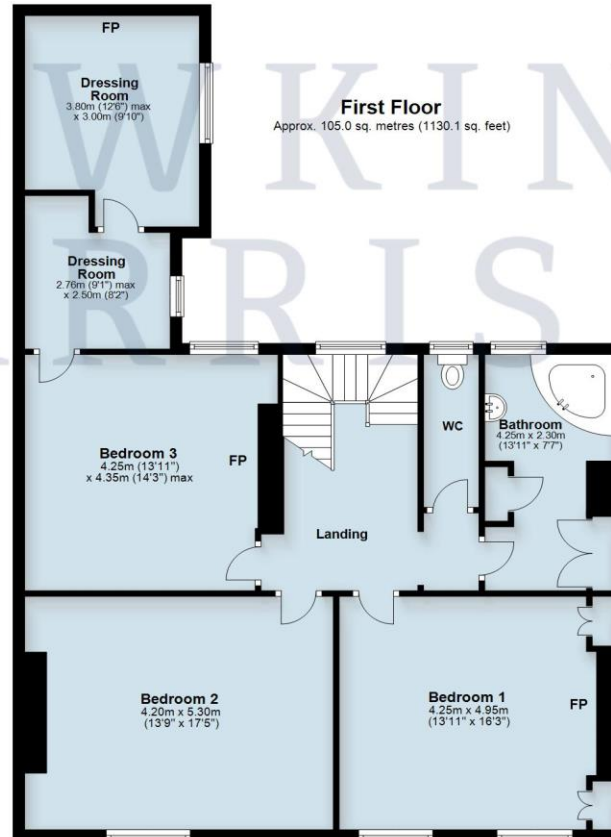 FP
Dressing
Room
3.80m (12'6") max
x 3.00m (9'10")
First Floor
Approx. 105.0 sq. metres (1130.1 sq. feet)
WKIN
RRIS
Dressing
Room
2.76m (9'1") max
x 2.50m (8'2")
Bedroom 3
4.25m (13'11")
x 4.35m (14'3") max
FP
Landing
WC
Bathroom
4.25m x 2.30m
(13'11" x 7'7")
Bedroom 2
4.20m x 5.30m
(13'9" x 17'5")
Bedroom 1
4.25m x 4.95m
(13'11" x 16'3")
FP